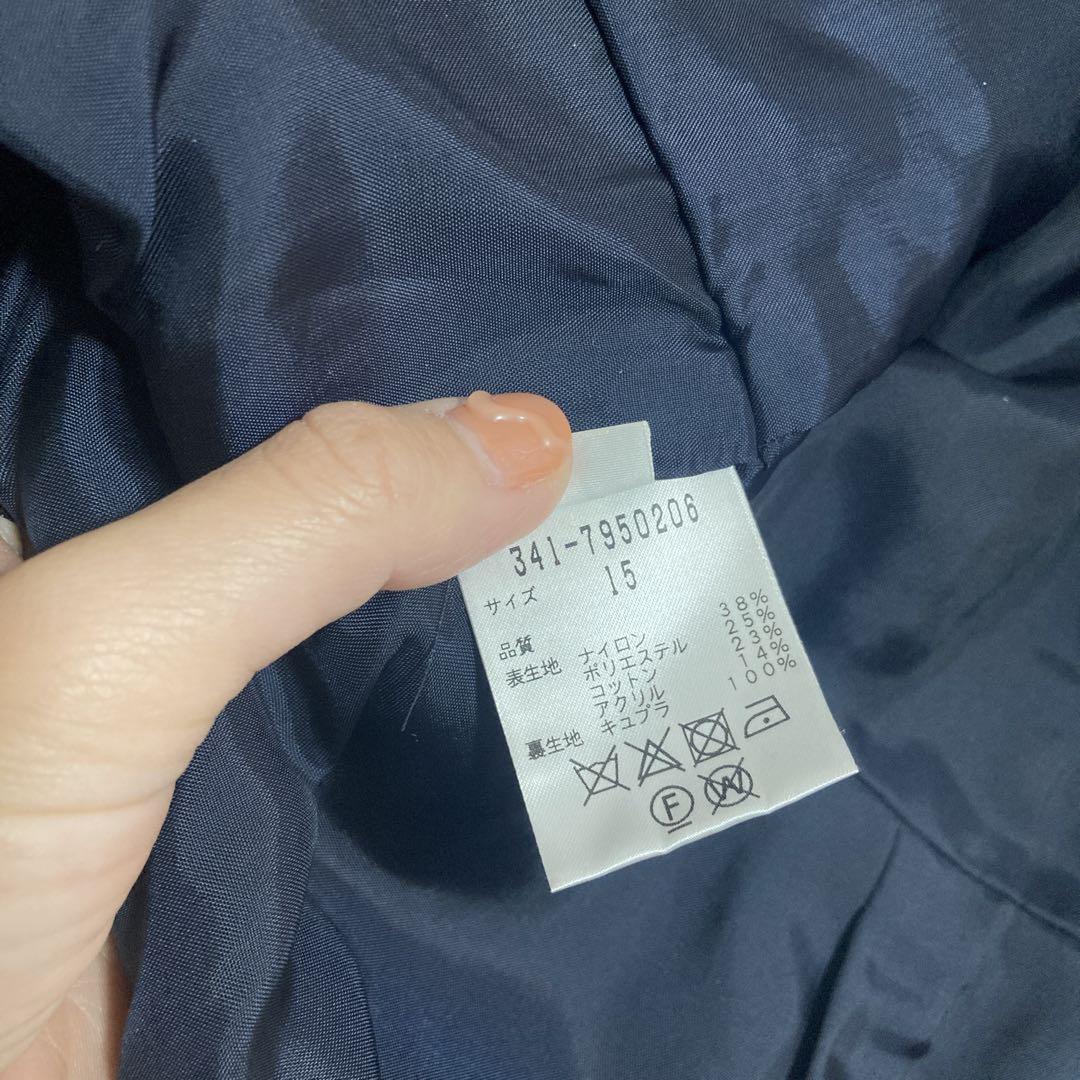 341-7950206
サイズ 15
品質
表生地 ナイロン 38%
ポリエステル 25%
コットン 23%
アクリル 14%
裏生地 キュプラ 100%
F W